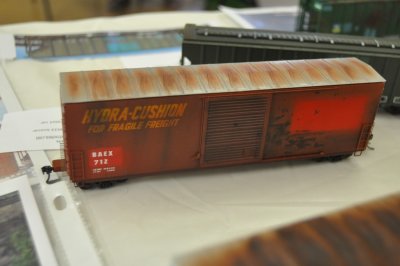 HYDRA-CUSHION
FOR FRAGILE FREIGHT
BAEX
712